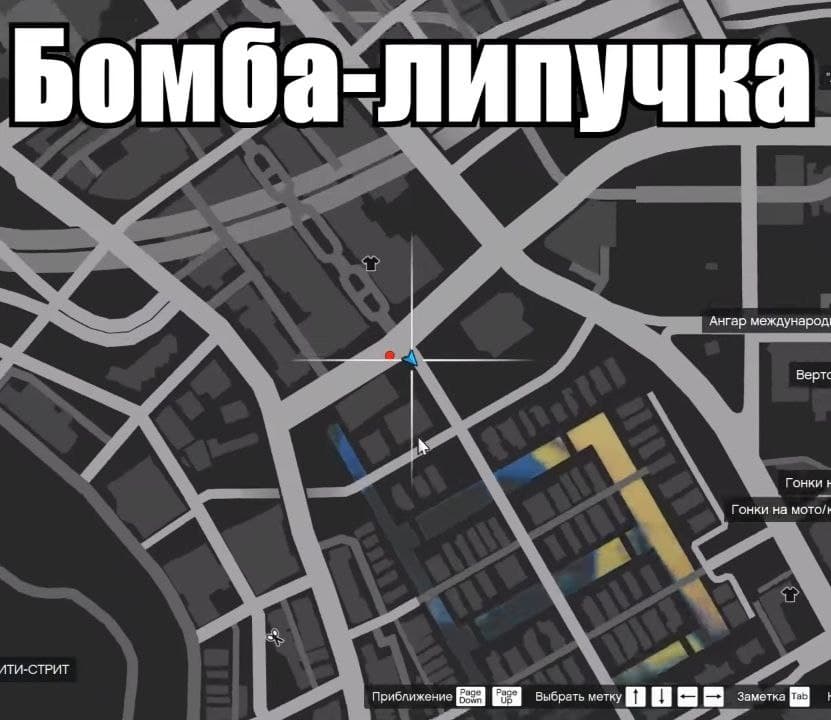 Бомба-липучка
Ангар международ
Верто
Гонки н
Гонки на мото/к
ИТИ-СТРИТ
Приближение Page Down Page Up Выбрать метку ↑ ↓ ← → Заметка Tab